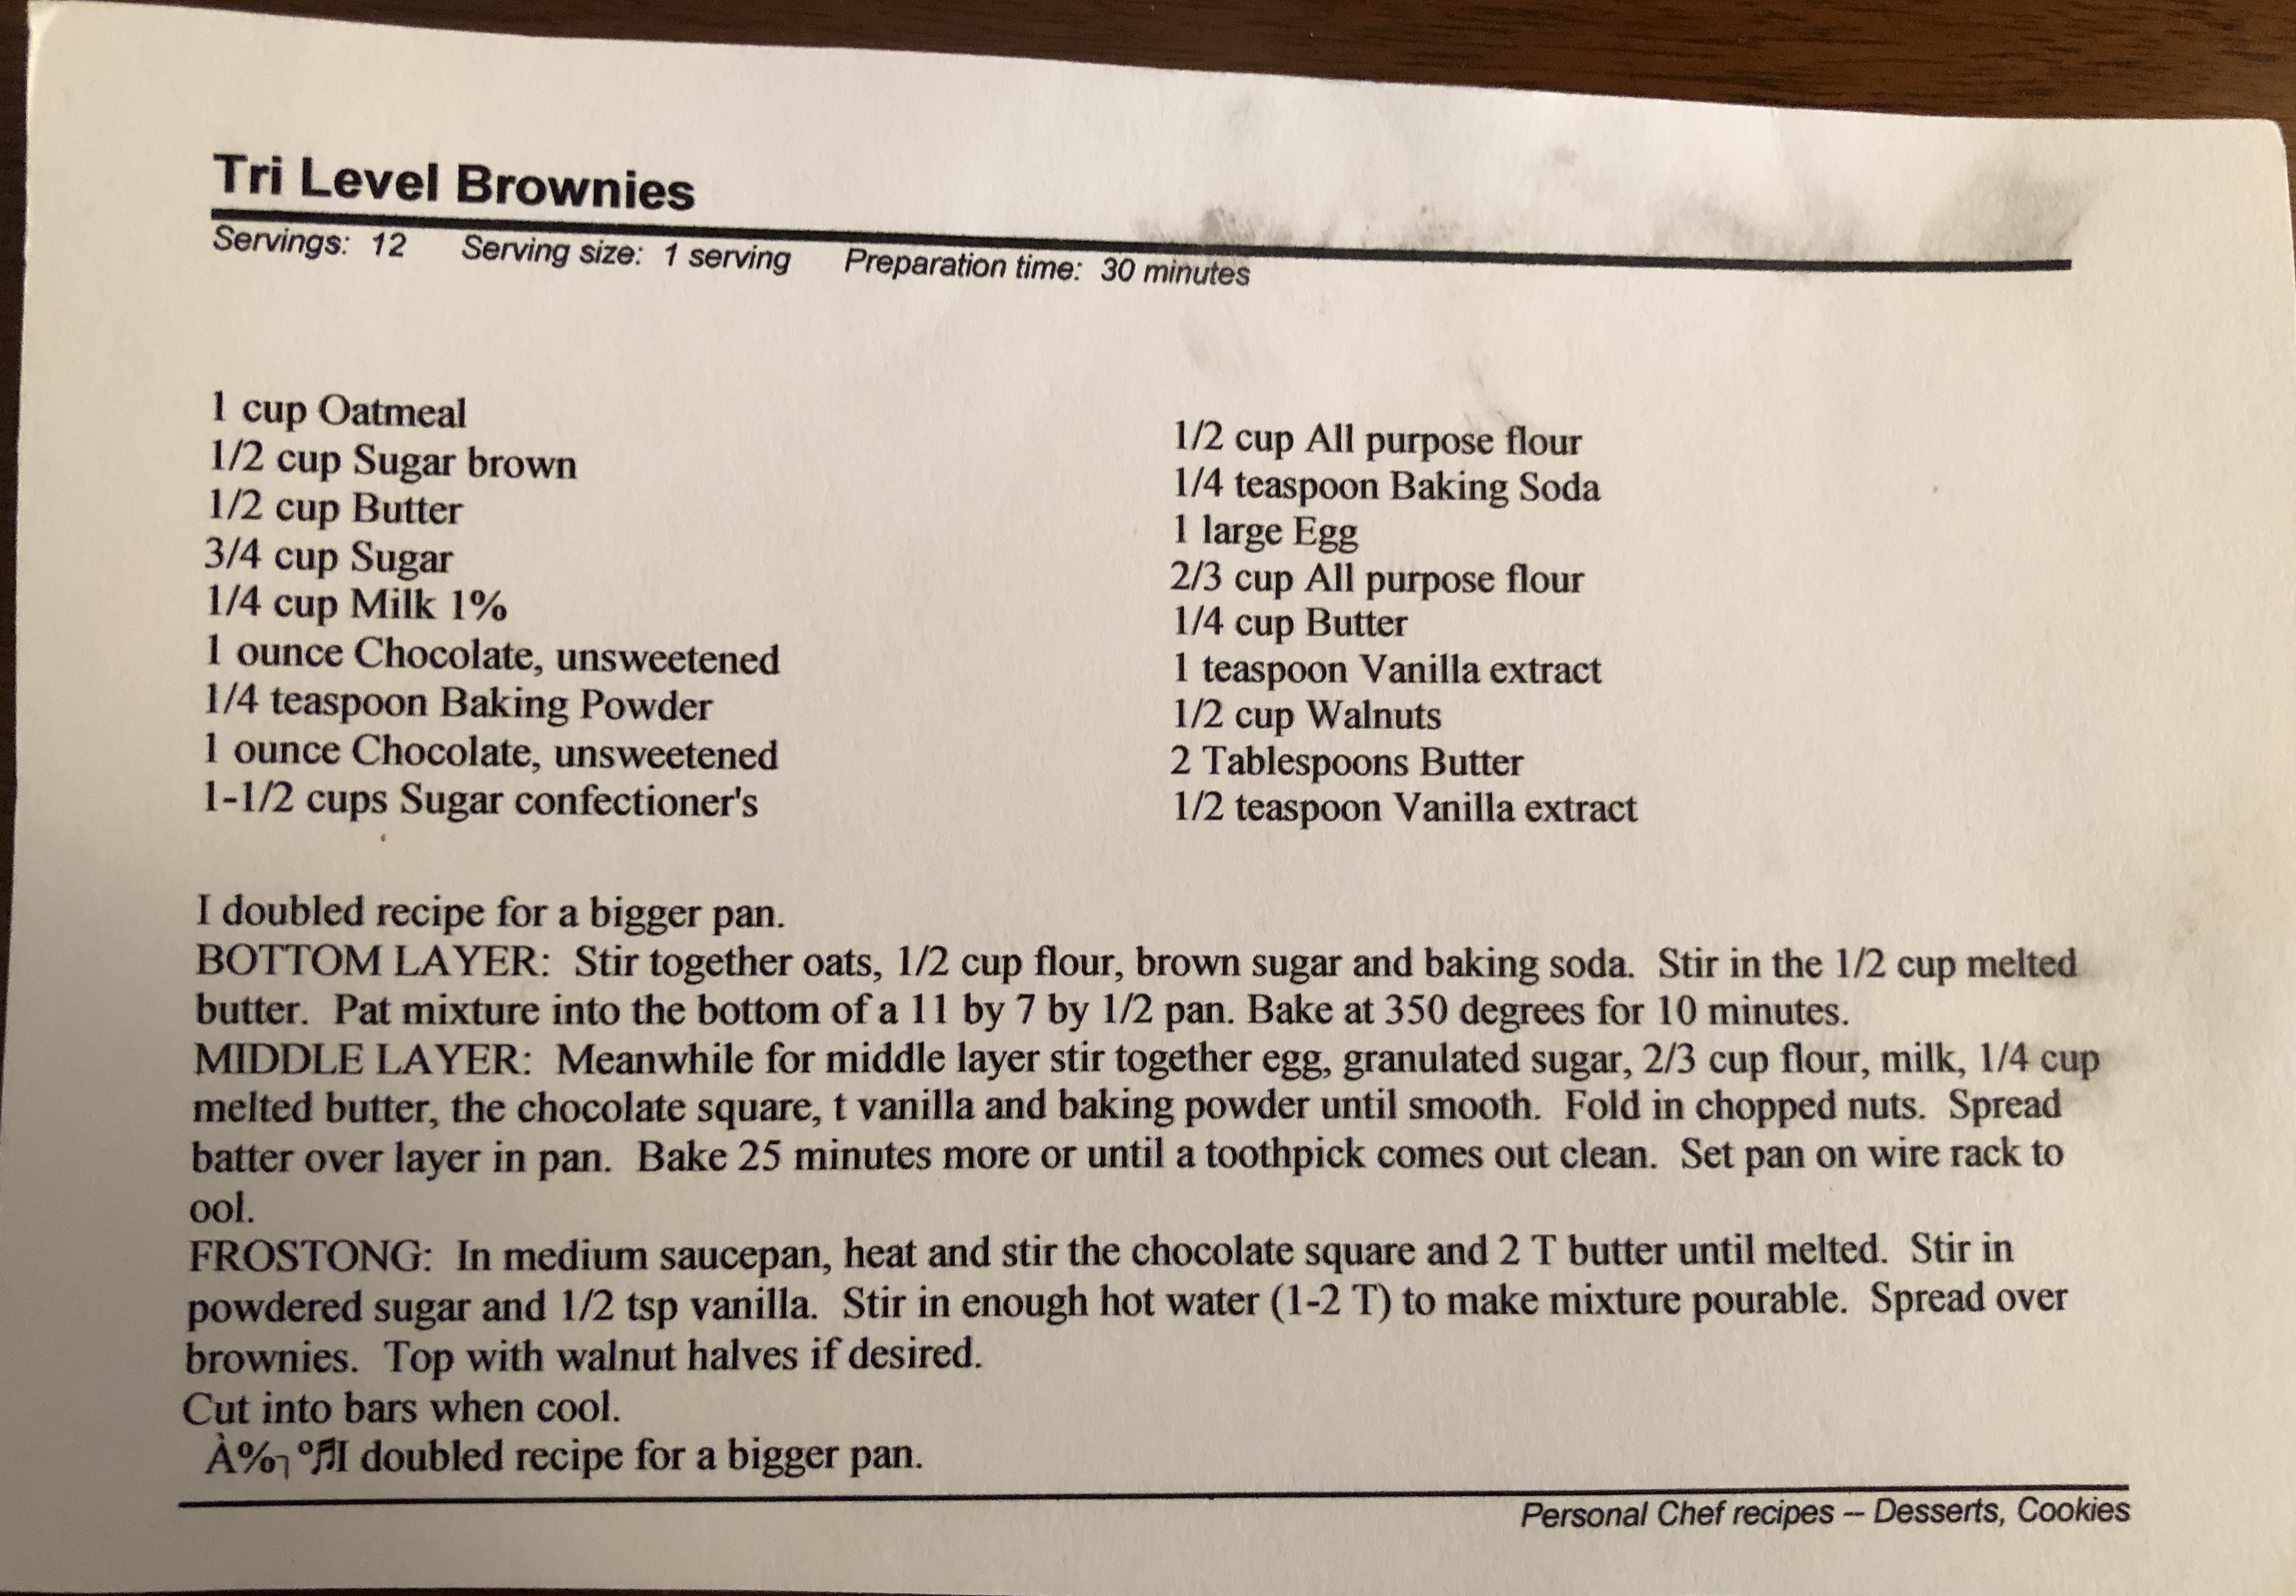 Tri Level Brownies
Servings: 12 Serving size: 1 serving Preparation time: 30 minutes
1 cup Oatmeal
1/2 cup Sugar brown
1/2 cup Butter
3/4 cup Sugar
1/4 cup Milk 1%
1 ounce Chocolate, unsweetened
1/4 teaspoon Baking Powder
1 ounce Chocolate, unsweetened
1-1/2 cups Sugar confectioner's
1/2 cup All purpose flour
1/4 teaspoon Baking Soda
1 large Egg
2/3 cup All purpose flour
1/4 cup Butter
1 teaspoon Vanilla extract
1/2 cup Walnuts
2 Tablespoons Butter
1/2 teaspoon Vanilla extract
I doubled recipe for a bigger pan.
BOTTOM LAYER: Stir together oats, 1/2 cup flour, brown sugar and baking soda. Stir in the 1/2 cup melted
butter. Pat mixture into the bottom of a 11 by 7 by 1/2 pan. Bake at 350 degrees for 10 minutes.
MIDDLE LAYER: Meanwhile for middle layer stir together egg, granulated sugar, 2/3 cup flour, milk, 1/4 cup
melted butter, the chocolate square, t vanilla and baking powder until smooth. Fold in chopped nuts. Spread
batter over layer in pan. Bake 25 minutes more or until a toothpick comes out clean. Set pan on wire rack to
ool.
FROSTONG: In medium saucepan, heat and stir the chocolate square and 2 T butter until melted. Stir in
powdered sugar and 1/2 tsp vanilla. Stir in enough hot water (1-2 T) to make mixture pourable. Spread over
brownies. Top with walnut halves if desired.
Cut into bars when cool.
I doubled recipe for a bigger pan.
Personal Chef recipes -- Desserts, Cookies